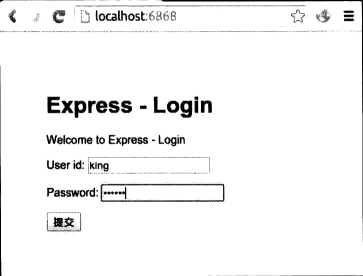 localhost:6868
Express - Login
Welcome to Express - Login
User id: king
Password: ••••••
提交